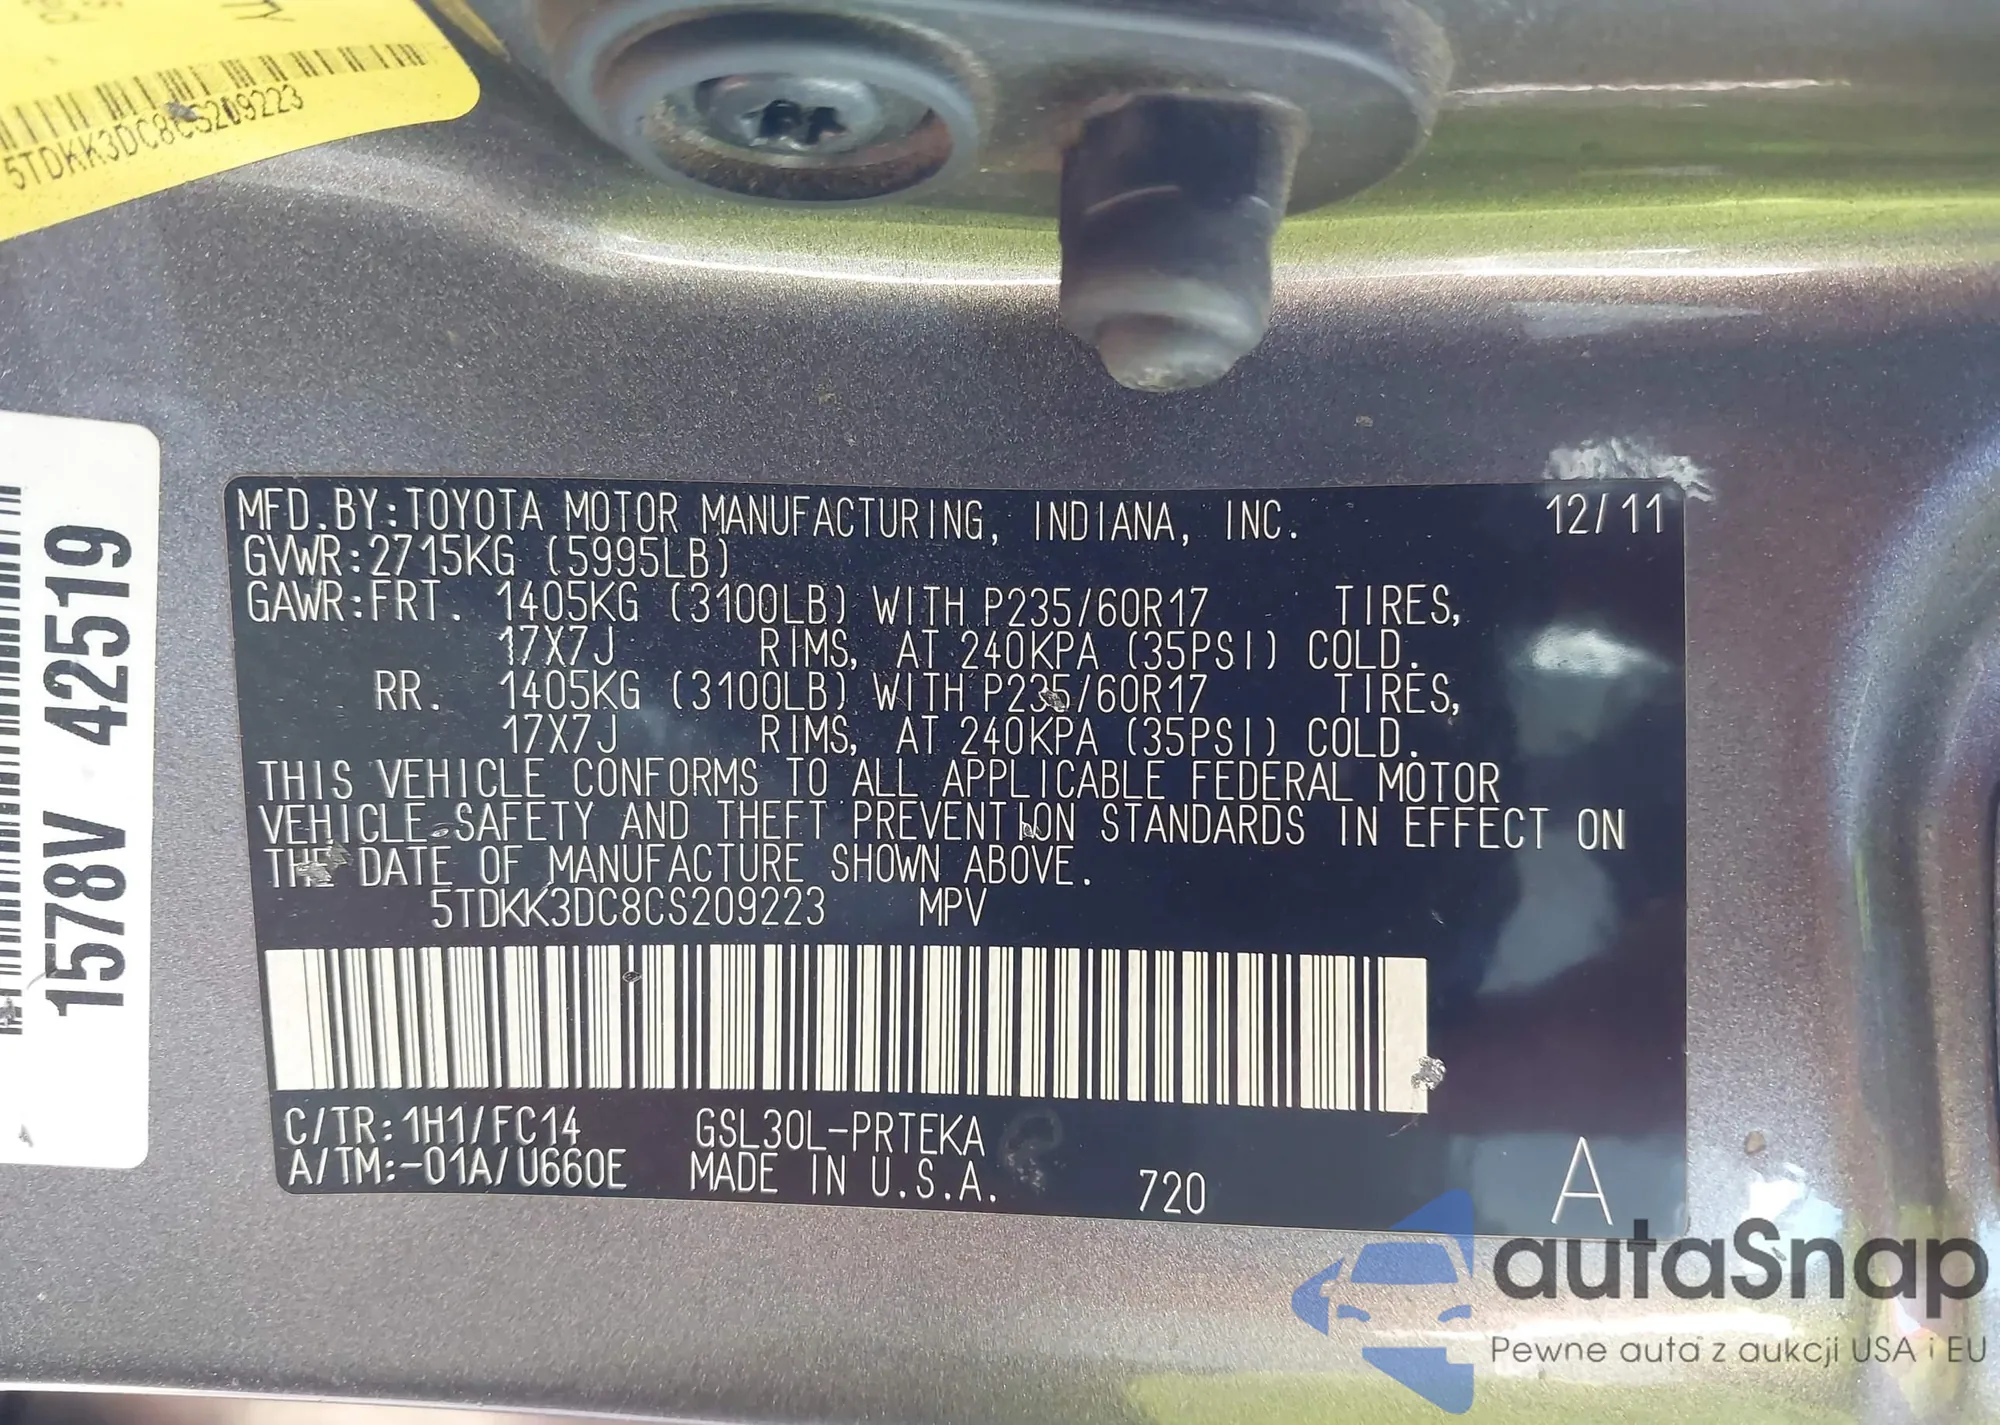 5TDKK3DC8CS209223
1578V 42519
MFD.BY:TOYOTA MOTOR MANUFACTURING, INDIANA, INC. 12/11
GVWR:2715KG (5995LB)
GAWR:FRT. 1405KG (3100LB) WITH P235/60R17 TIRES,
17X7J RIMS, AT 240KPA (35PSI) COLD.
RR. 1405KG (3100LB) WITH P235/60R17 TIRES,
17X7J RIMS, AT 240KPA (35PSI) COLD.
THIS VEHICLE CONFORMS TO ALL APPLICABLE FEDERAL MOTOR
VEHICLE SAFETY AND THEFT PREVENTION STANDARDS IN EFFECT ON
THE DATE OF MANUFACTURE SHOWN ABOVE.
5TDKK3DC8CS209223 MPV
C/TR:1H1/FC14 GSL30L-PRTEKA
A/TM:-01A/U660E MADE IN U.S.A. 720 A
autaSnap
Pewne auta z aukcji USA i EU